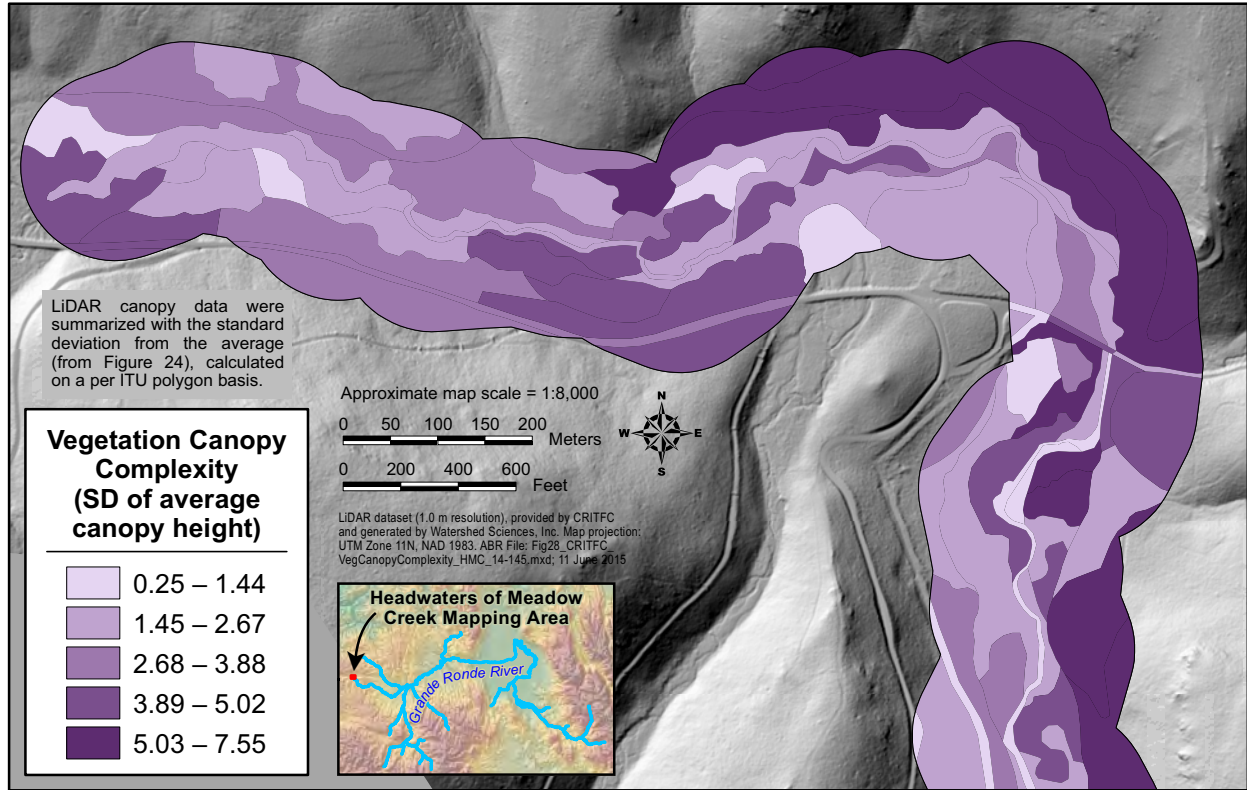 LiDAR canopy data were
summarized with the standard
deviation from the average
(from Figure 24), calculated
on a per ITU polygon basis.
Vegetation Canopy
Complexity
(SD of average
canopy height)
0.25 – 1.44
1.45 – 2.67
2.68 – 3.88
3.89 – 5.02
5.03 – 7.55
Approximate map scale = 1:8,000
0 50 100 150 200
Meters
0 200 400 600
Feet
N
W E
S
LiDAR dataset (1.0 m resolution), provided by CRITFC
and generated by Watershed Sciences, Inc. Map projection:
UTM Zone 11N, NAD 1983. ABR File: Fig28_CRITFC_
VegCanopyComplexity_HMC_14-145.mxd; 11 June 2015
Headwaters of Meadow
Creek Mapping Area
Grande Ronde River